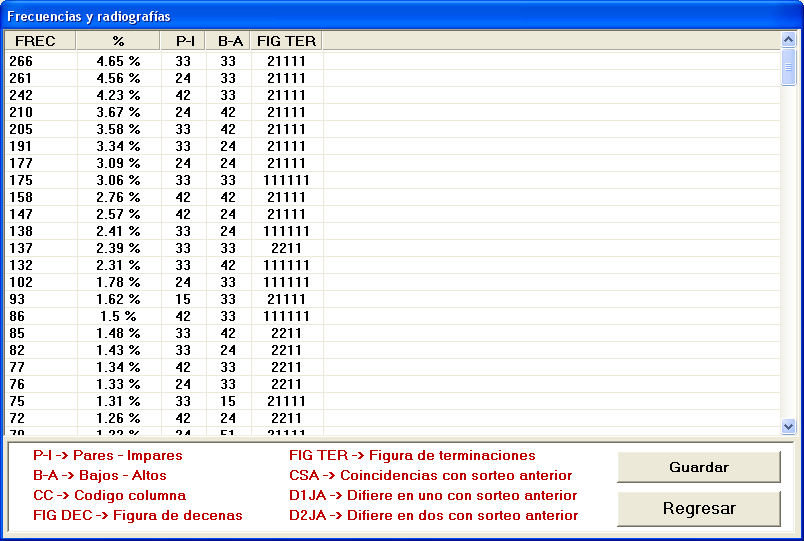 Frecuencias y radiografías
FREC % P-I B-A FIG TER
266 4.65 % 33 33 21111
261 4.56 % 24 33 21111
242 4.23 % 42 33 21111
210 3.67 % 24 42 21111
205 3.58 % 33 42 21111
191 3.34 % 33 24 21111
177 3.09 % 24 24 21111
175 3.06 % 33 33 111111
158 2.76 % 42 42 21111
147 2.57 % 42 24 21111
138 2.41 % 33 24 111111
137 2.39 % 33 33 2211
132 2.31 % 33 42 111111
102 1.78 % 24 33 111111
93 1.62 % 15 33 21111
86 1.5 % 42 33 111111
85 1.48 % 33 42 2211
82 1.43 % 33 24 2211
77 1.34 % 42 33 2211
76 1.33 % 24 33 2211
75 1.31 % 33 15 21111
72 1.26 % 42 24 2211
P-I -> Pares - Impares
B-A -> Bajos - Altos
CC -> Codigo columna
FIG DEC -> Figura de decenas
FIG TER -> Figura de terminaciones
CSA -> Coincidencias con sorteo anterior
D1JA -> Difiere en uno con sorteo anterior
D2JA -> Difiere en dos con sorteo anterior
Guardar
Regresar